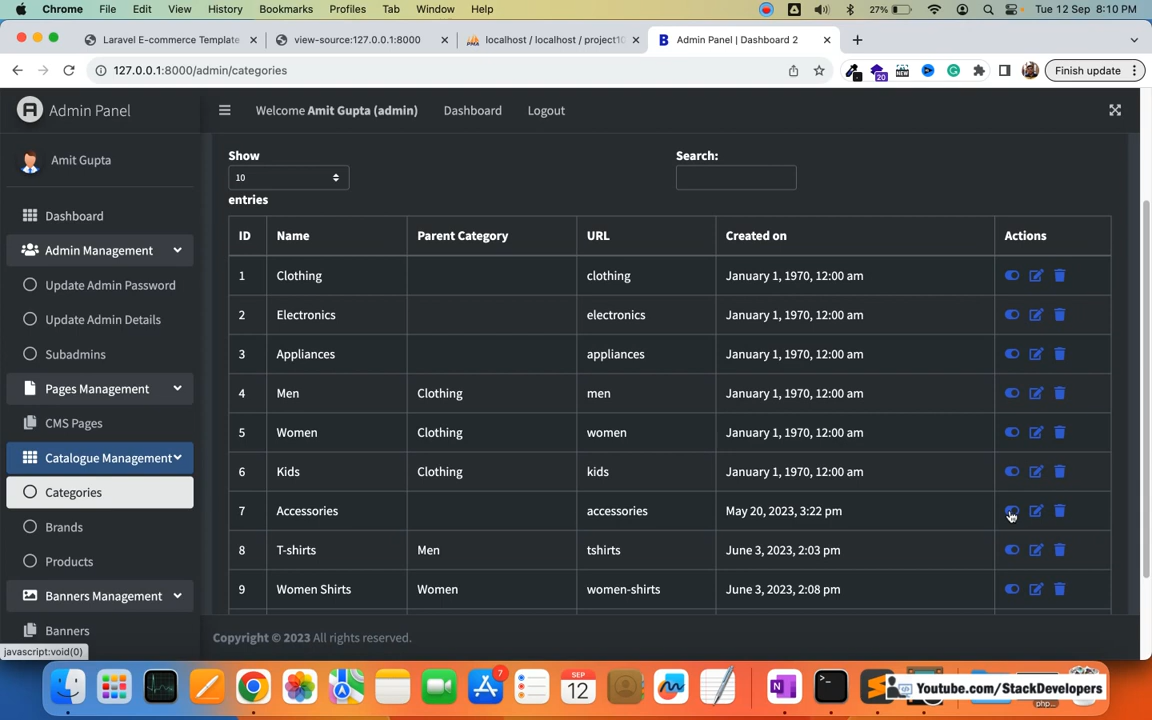 Chrome File Edit View History Bookmarks Profiles Tab Window Help 27% Tue 12 Sep 8:10 PM
Laravel E-commerce Template view-source:127.0.0.1:8000 localhost / localhost / project10 Admin Panel | Dashboard 2
127.0.0.1:8000/admin/categories 20 NEW Finish update
Admin Panel Welcome Amit Gupta (admin) Dashboard Logout
Amit Gupta
Dashboard
Admin Management
Update Admin Password
Update Admin Details
Subadmins
Pages Management
CMS Pages
Catalogue Management
Categories
Brands
Products
Banners Management
Banners
javascript:void(0)
Show Search:
10
entries
ID Name Parent Category URL Created on Actions
1 Clothing clothing January 1, 1970, 12:00 am
2 Electronics electronics January 1, 1970, 12:00 am
3 Appliances appliances January 1, 1970, 12:00 am
4 Men Clothing men January 1, 1970, 12:00 am
5 Women Clothing women January 1, 1970, 12:00 am
6 Kids Clothing kids January 1, 1970, 12:00 am
7 Accessories accessories May 20, 2023, 3:22 pm
8 T-shirts Men tshirts June 3, 2023, 2:03 pm
9 Women Shirts Women women-shirts June 3, 2023, 2:08 pm
Copyright © 2023 All rights reserved.
7
SEP
12
Youtube.com/StackDevelopers
php...